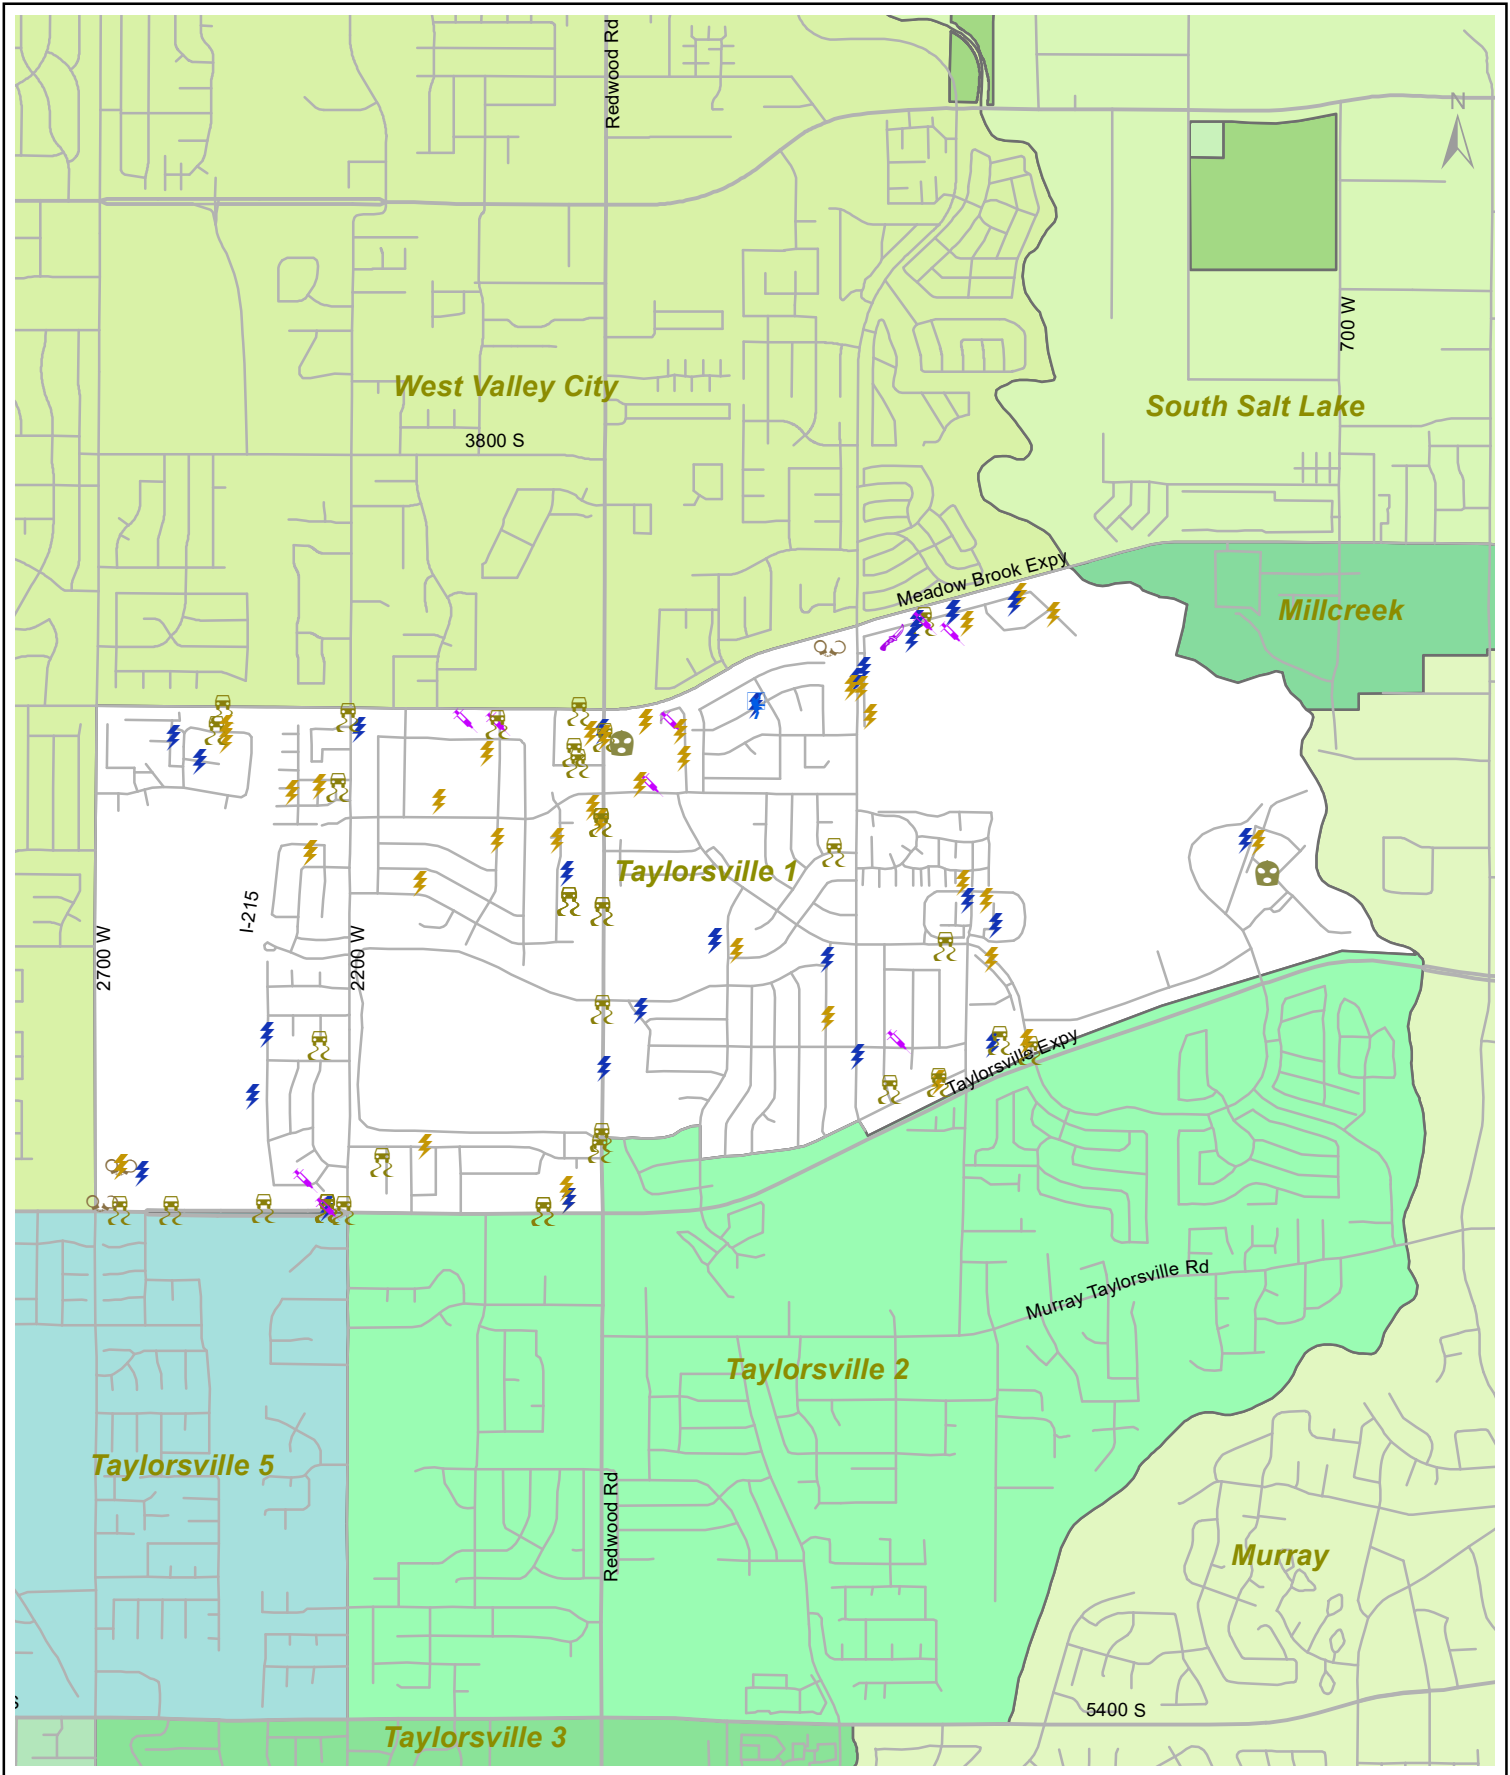 Redwood Rd
N
700 W
West Valley City
South Salt Lake
3800 S
Meadow Brook Expy
Millcreek
Taylorsville 1
I-215
2700 W
2200 W
Taylorsville Expy
Murray Taylorsville Rd
Taylorsville 2
Taylorsville 5
Redwood Rd
Murray
5400 S
Taylorsville 3